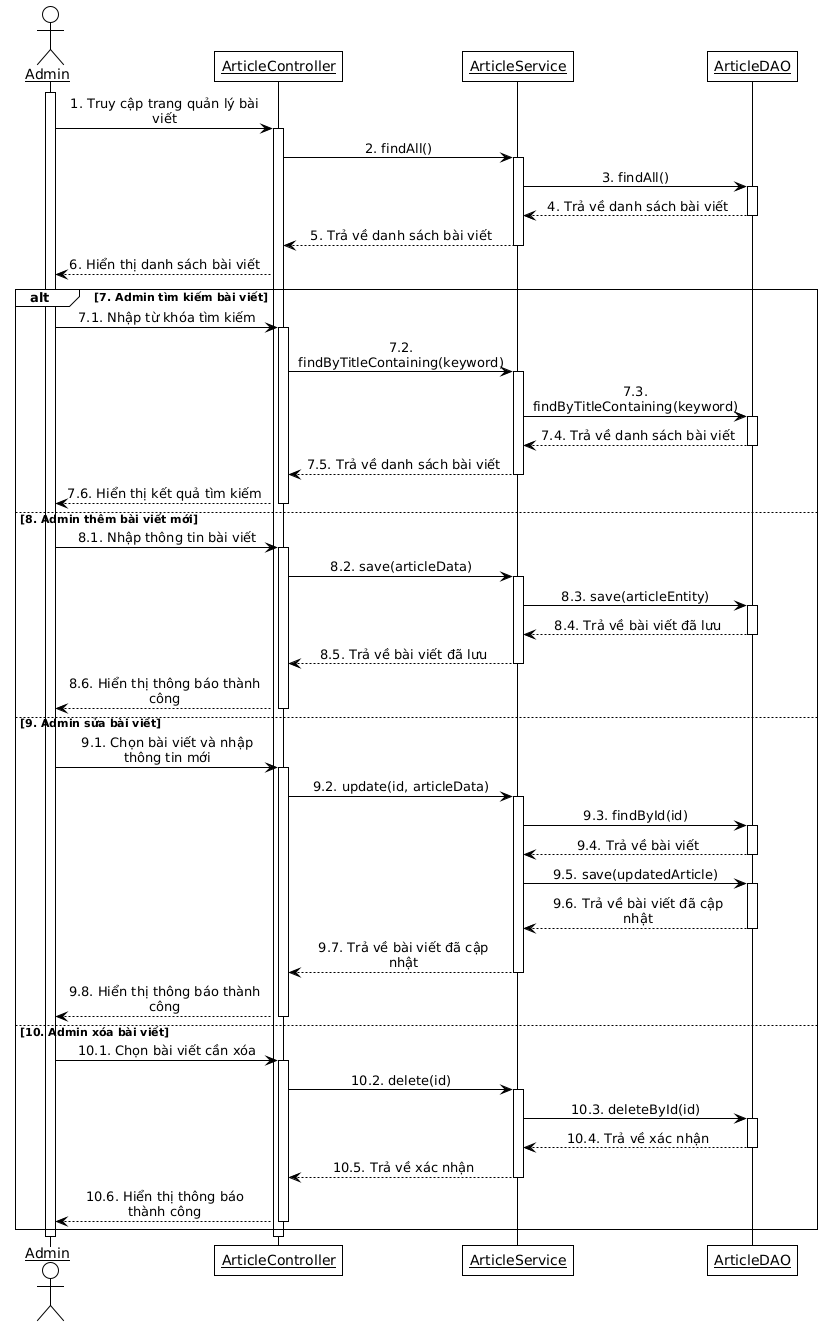 Admin
ArticleController
ArticleService
ArticleDAO
1. Truy cập trang quản lý bài
viết
2. findAll()
3. findAll()
4. Trả về danh sách bài viết
5. Trả về danh sách bài viết
6. Hiển thị danh sách bài viết
alt
[7. Admin tìm kiếm bài viết]
7.1. Nhập từ khóa tìm kiếm
7.2.
findByTitleContaining(keyword)
7.3.
findByTitleContaining(keyword)
7.4. Trả về danh sách bài viết
7.5. Trả về danh sách bài viết
7.6. Hiển thị kết quả tìm kiếm
[8. Admin thêm bài viết mới]
8.1. Nhập thông tin bài viết
8.2. save(articleData)
8.3. save(articleEntity)
8.4. Trả về bài viết đã lưu
8.5. Trả về bài viết đã lưu
8.6. Hiển thị thông báo thành
công
[9. Admin sửa bài viết]
9.1. Chọn bài viết và nhập
thông tin mới
9.2. update(id, articleData)
9.3. findById(id)
9.4. Trả về bài viết
9.5. save(updatedArticle)
9.6. Trả về bài viết đã cập
nhật
9.7. Trả về bài viết đã cập
nhật
9.8. Hiển thị thông báo thành
công
[10. Admin xóa bài viết]
10.1. Chọn bài viết cần xóa
10.2. delete(id)
10.3. deleteById(id)
10.4. Trả về xác nhận
10.5. Trả về xác nhận
10.6. Hiển thị thông báo
thành công
Admin
ArticleController
ArticleService
ArticleDAO